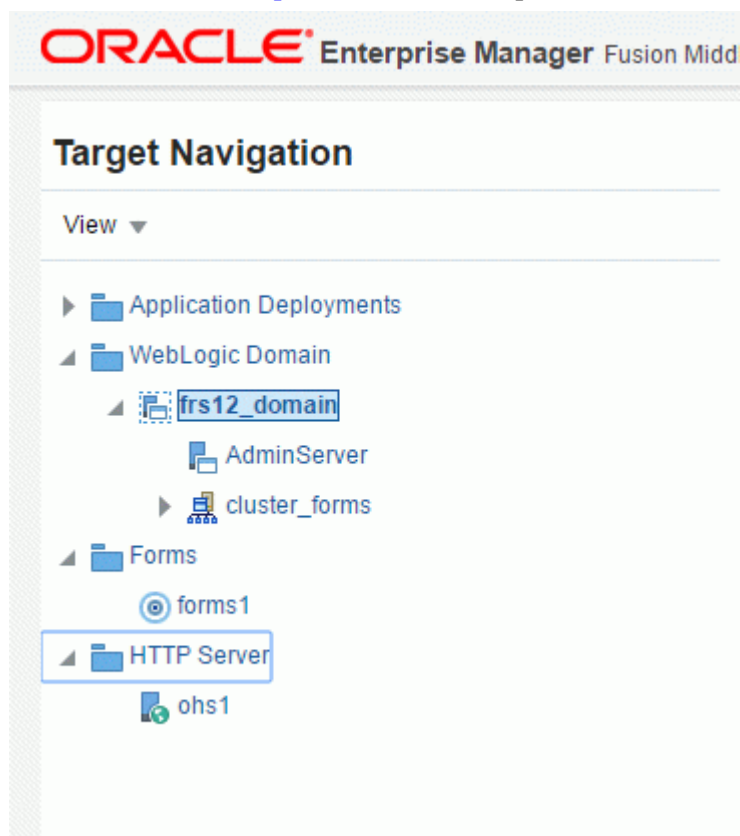 ORACLE Enterprise Manager Fusion Midd
Target Navigation
View
Application Deployments
WebLogic Domain
frs12_domain
AdminServer
cluster_forms
Forms
forms1
HTTP Server
ohs1